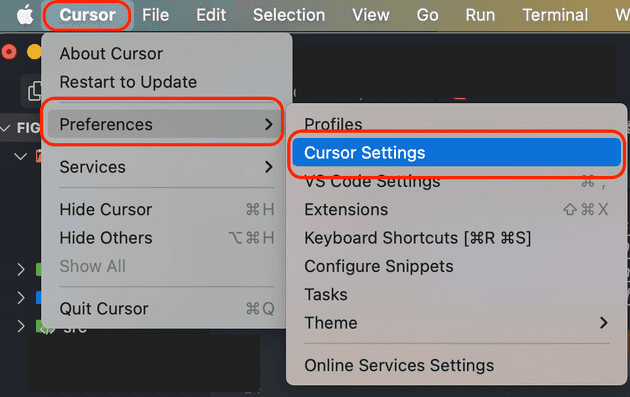 Cursor File Edit Selection View Go Run Terminal W
About Cursor
Restart to Update
Preferences
Services
Hide Cursor ⌘H
Hide Others ⌥⌘H
Show All
Quit Cursor ⌘Q
FIG
src
Profiles
Cursor Settings
VS Code Settings ⌘,
Extensions ⇧⌘X
Keyboard Shortcuts [⌘R ⌘S]
Configure Snippets
Tasks
Theme
Online Services Settings